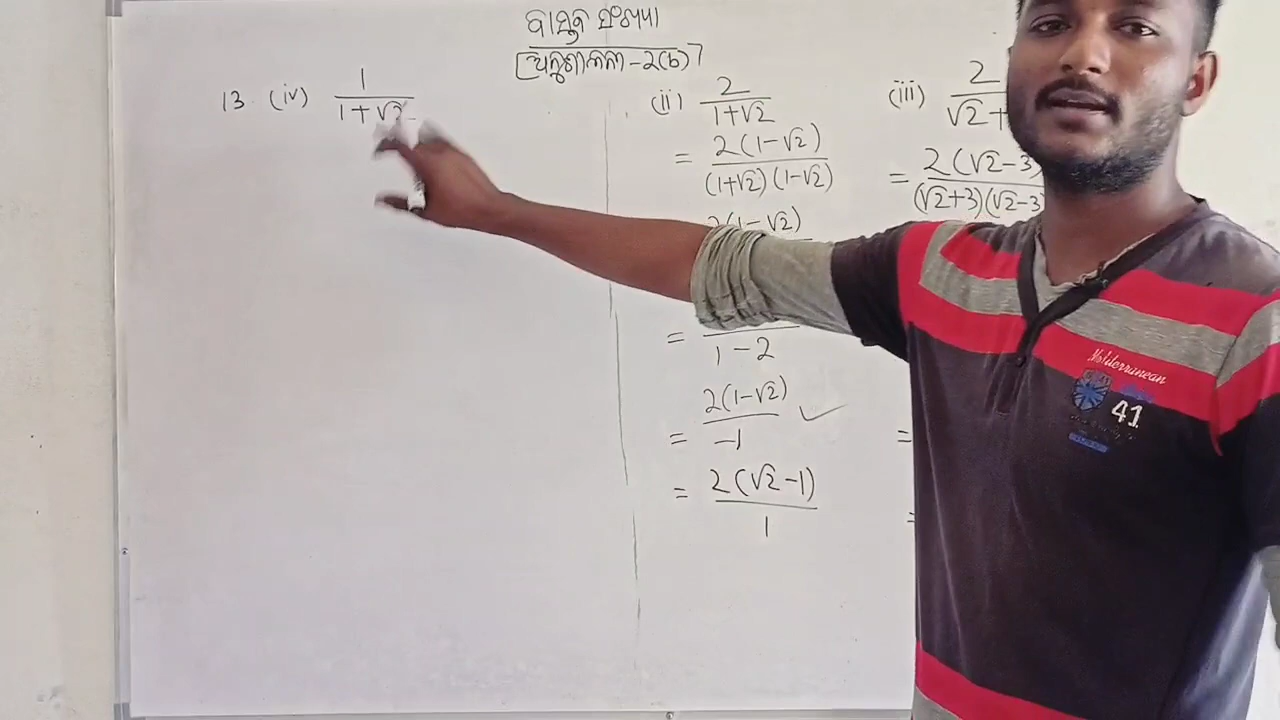 ବାସ୍ତବ ସଂଖ୍ୟା
[ଅନୁଶୀଳନୀ - 2(b)]
13. (iv) 1/(1+√2)
(ii) 2/(1+√2)
= 2(1-√2)/(1+√2)(1-√2)
2(1-√2)
= 1-2
= 2(1-√2)/-1 ✓
= 2(√2-1)/1
(iii) 2/√2+
= 2(√2-3)/(√2+3)(√2-3)
=
=
41